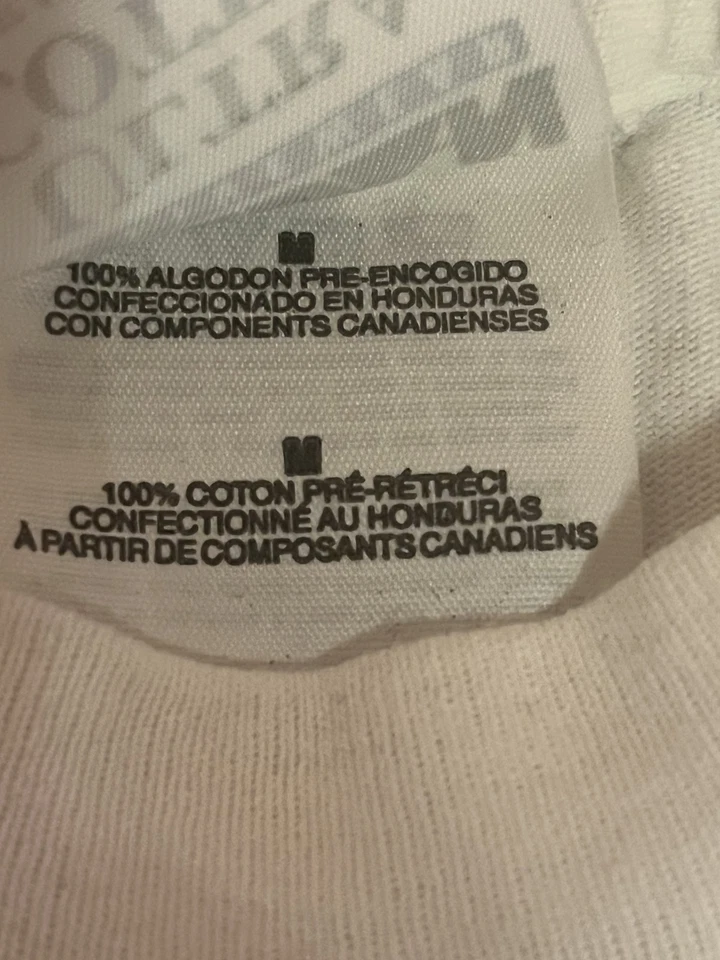 M
100% ALGODON PRE-ENCOGIDO
CONFECCIONADO EN HONDURAS
CON COMPONENTS CANADIENSES
M
100% COTON PRÉ-RÉTRÉCI
CONFECTIONNÉ AU HONDURAS
À PARTIR DE COMPOSANTS CANADIENS